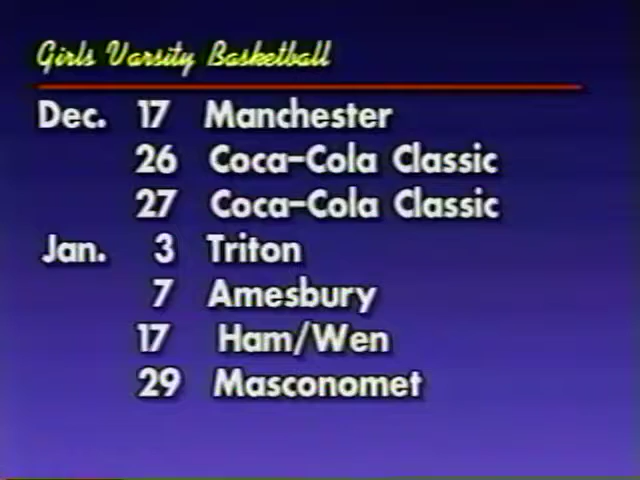 Girls Varsity Basketball
Dec. 17 Manchester
26 Coca-Cola Classic
27 Coca-Cola Classic
Jan. 3 Triton
7 Amesbury
17 Ham/Wen
29 Masconomet